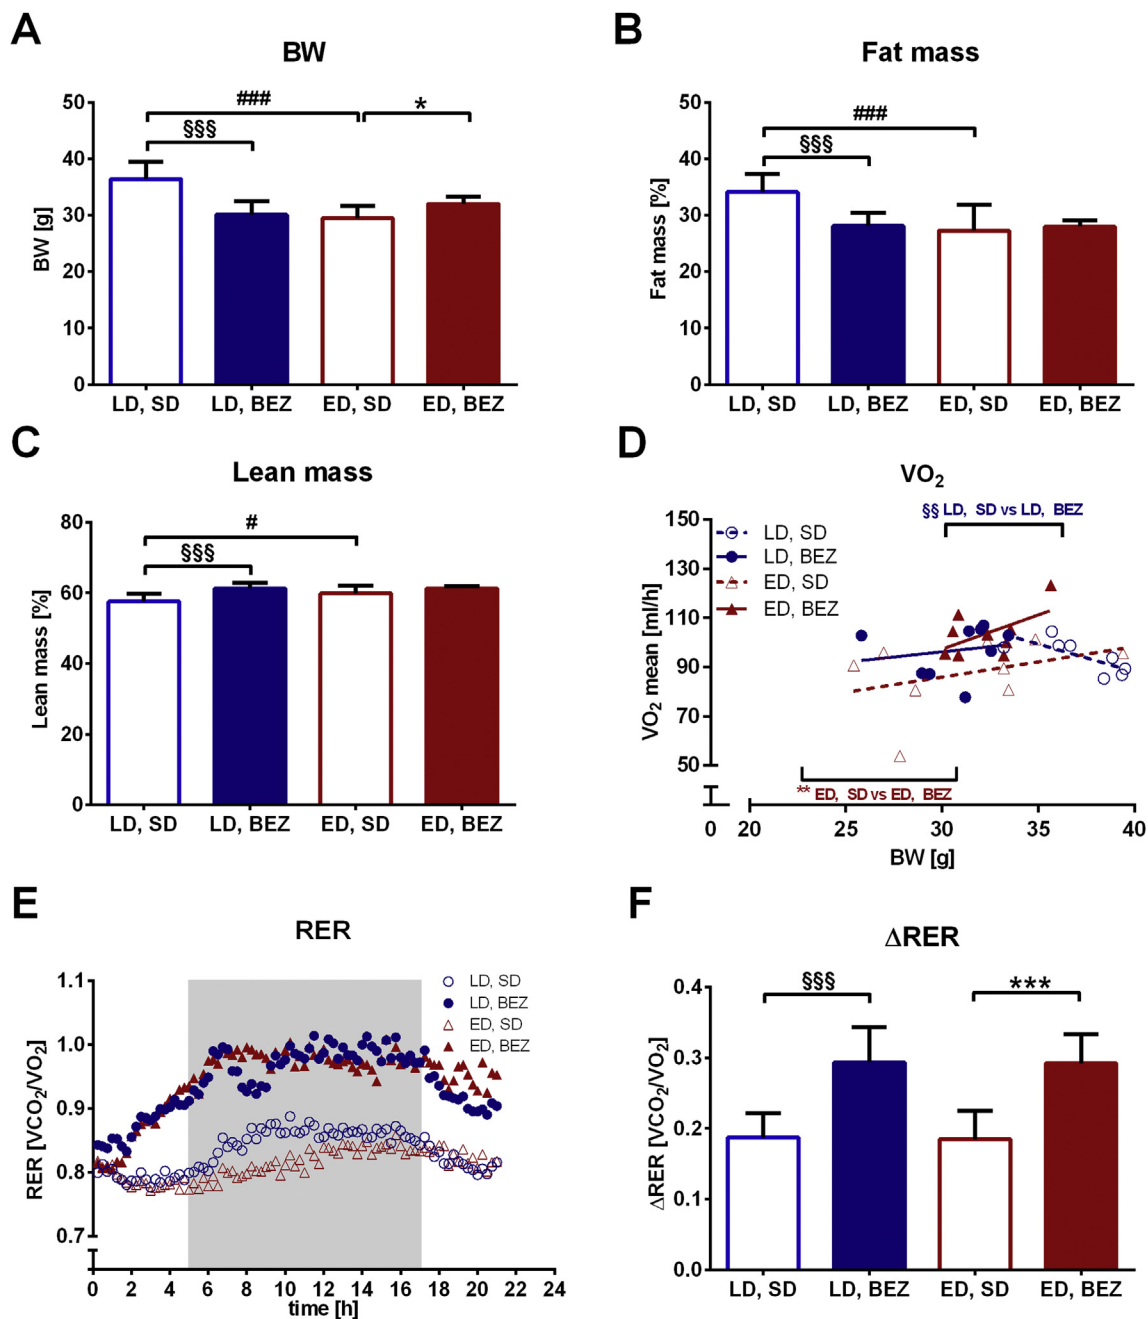 A
BW
BW [g]
50
40
30
20
10
0
###
*
§§§
LD, SD
LD, BEZ
ED, SD
ED, BEZ
B
Fat mass
Fat mass [%]
50
40
30
20
10
0
###
§§§
LD, SD
LD, BEZ
ED, SD
ED, BEZ
C
Lean mass
Lean mass [%]
80
60
40
20
0
#
§§§
LD, SD
LD, BEZ
ED, SD
ED, BEZ
D
VO₂
VO₂ mean [ml/h]
150
130
110
90
70
50
§§ LD, SD vs LD, BEZ
LD, SD
LD, BEZ
ED, SD
ED, BEZ
** ED, SD vs ED, BEZ
0
20
25
30
35
40
BW [g]
E
RER
RER [VCO₂/VO₂]
1.1
1.0
0.9
0.8
0.7
LD, SD
LD, BEZ
ED, SD
ED, BEZ
0
2
4
6
8
10
12
14
16
18
20
22
24
time [h]
F
ΔRER
ΔRER [VCO₂/VO₂]
0.4
0.3
0.2
0.1
0.0
§§§
***
LD, SD
LD, BEZ
ED, SD
ED, BEZ